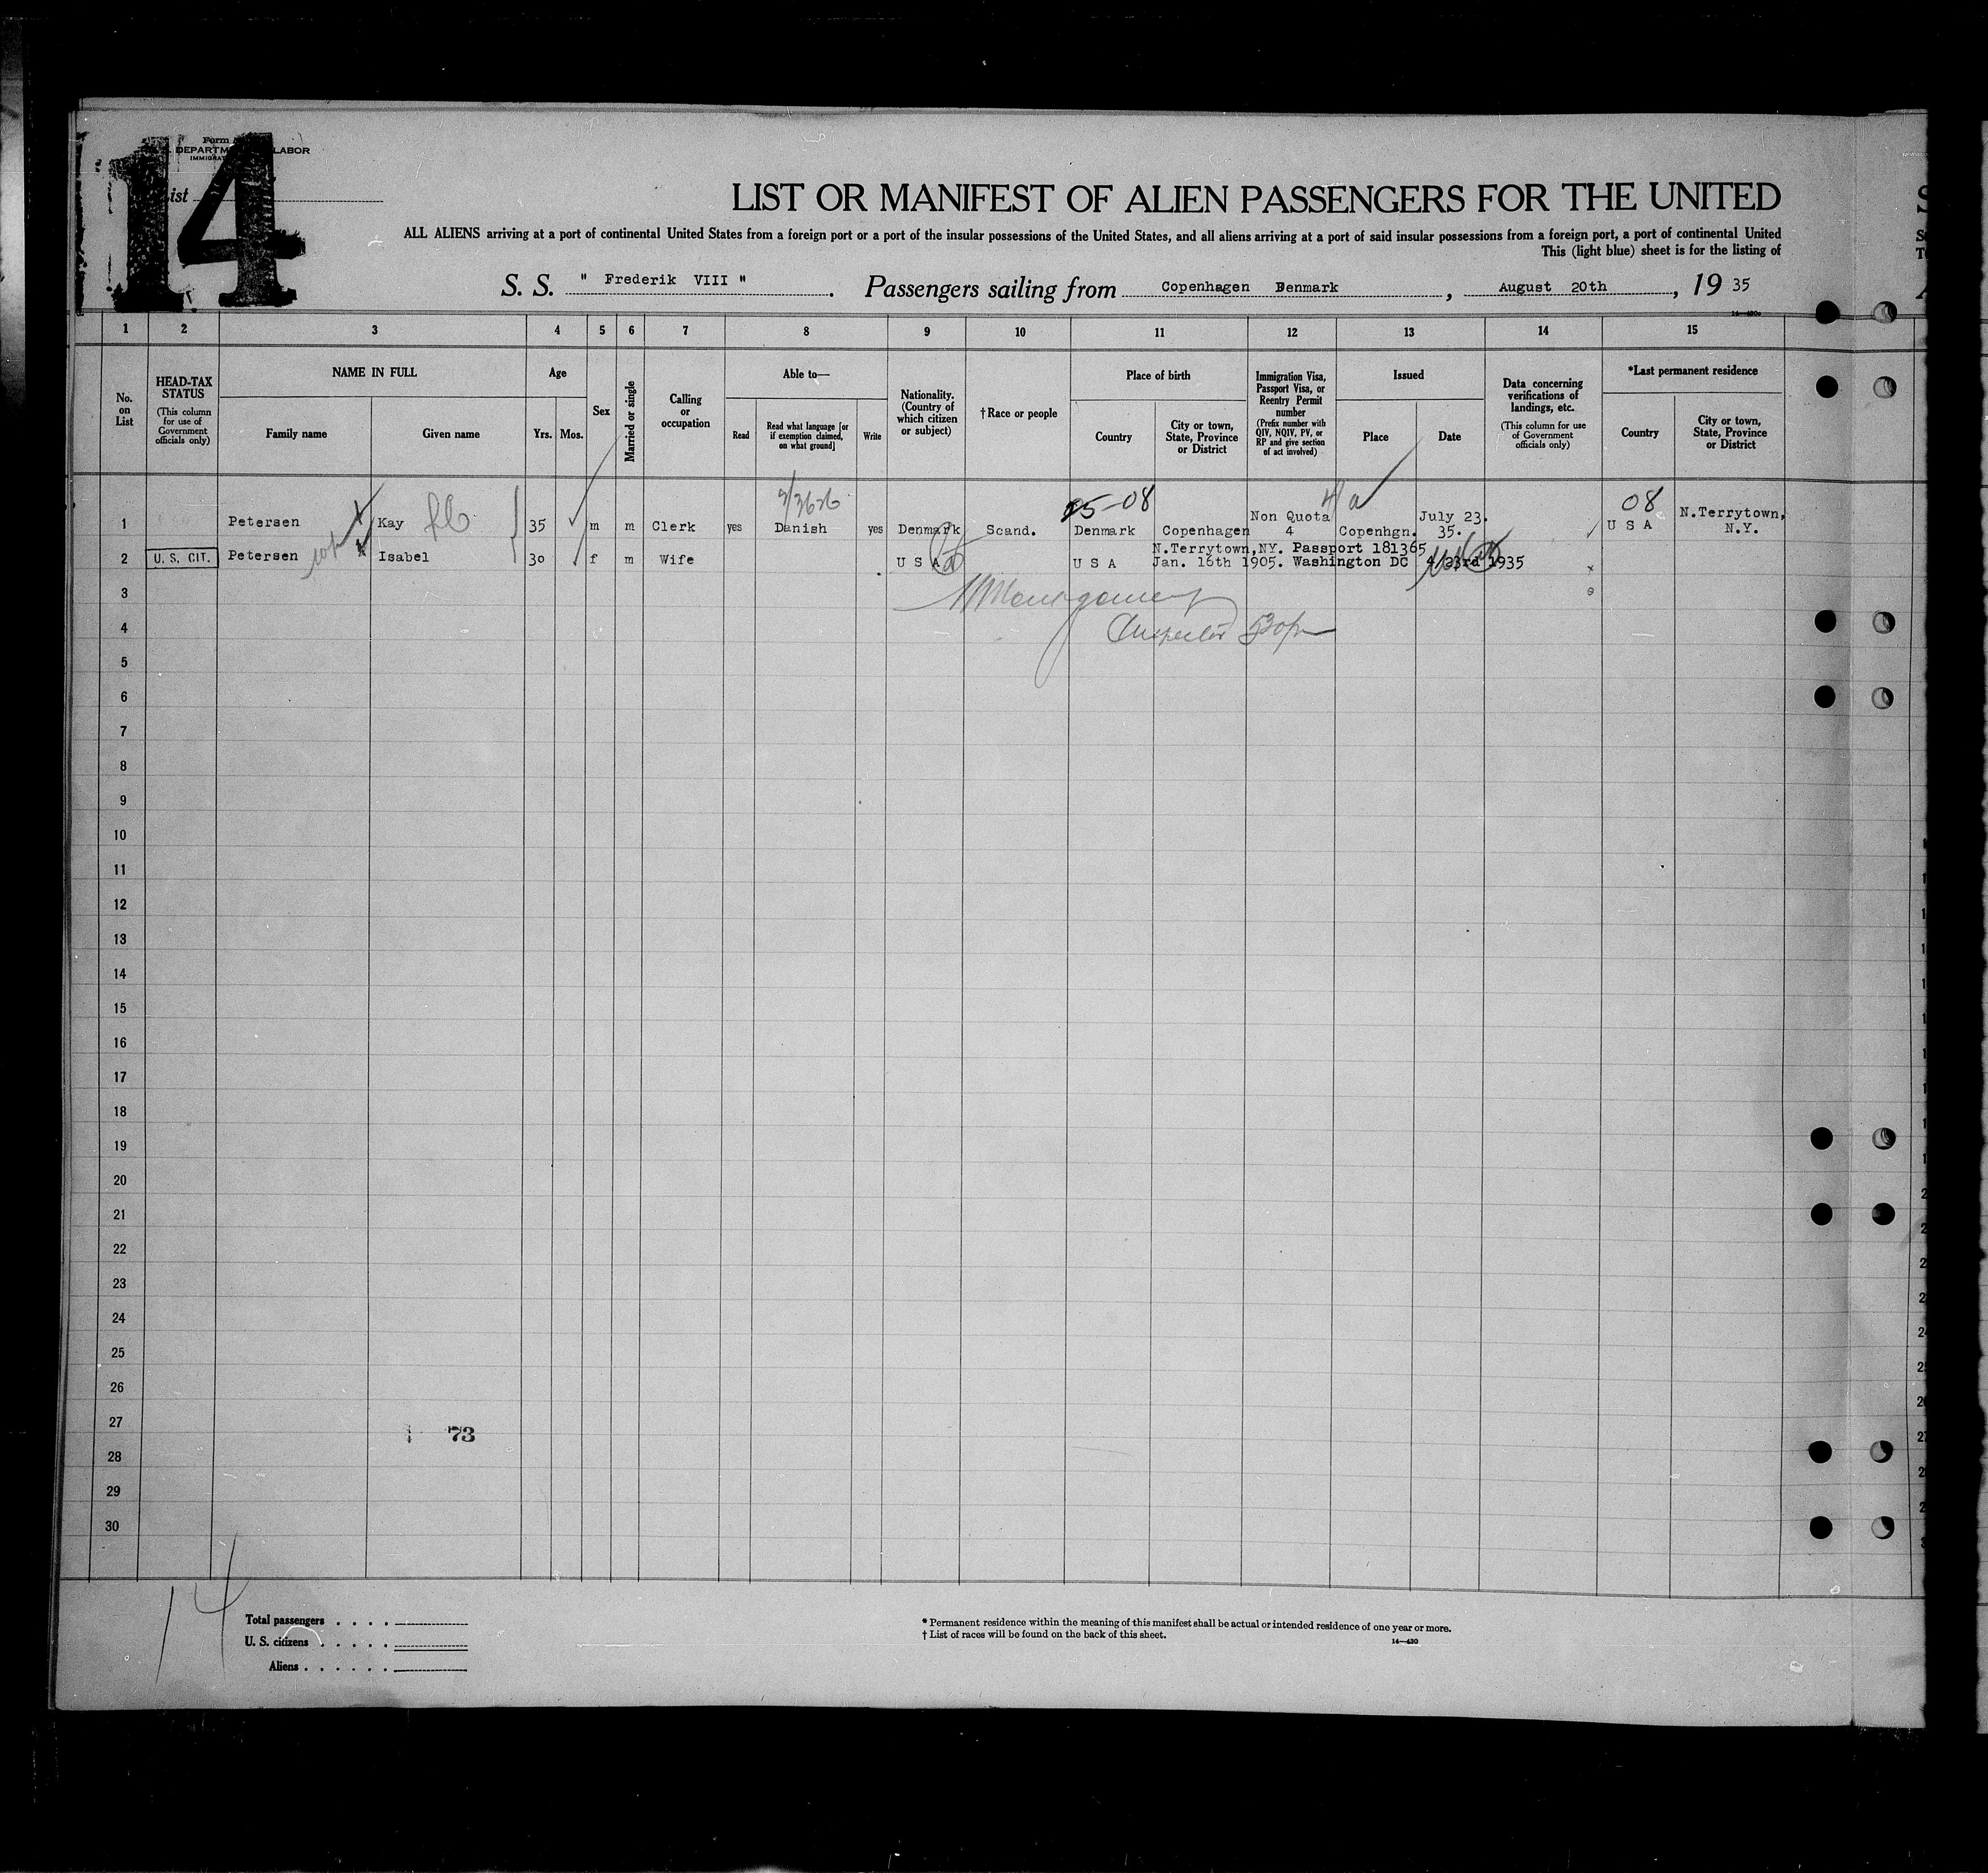 14
Form
DEPARTM LABOR
IMMIGRAT
List
LIST OR MANIFEST OF ALIEN PASSENGERS FOR THE UNITED
ALL ALIENS arriving at a port of continental United States from a foreign port or a port of the insular possessions of the United States, and all aliens arriving at a port of said insular possessions from a foreign port, a port of continental United
This (light blue) sheet is for the listing of
S. S. " Frederik VIII ". Passengers sailing from Copenhagen Denmark, August 20th, 19 35
1 2 3 4 5 6 7 8 9 10 11 12 13 14 15
No. on List
HEAD-TAX STATUS
(This column for use of Government officials only)
NAME IN FULL
Family name
Given name
Age
Yrs. Mos.
Sex
Married or single
Calling or occupation
Able to—
Read
Read what language [or if exemption claimed, on what ground]
Write
Nationality. (Country of which citizen or subject)
†Race or people
Place of birth
Country
City or town, State, Province or District
Immigration Visa, Passport Visa, or Reentry Permit number
(Prefix number with QIV, NQIV, PV, or RP and give section of act involved)
Issued
Place
Date
Data concerning verifications of landings, etc.
(This column for use of Government officials only)
*Last permanent residence
Country
City or town, State, Province or District
05-08
08
1 Petersen Kay 35 m m Clerk yes Danish yes Denmark Scand. Denmark Copenhagen Non Quota 4 Copenhgn. July 23. 35. U S A N.Terrytown, N.Y.
2 U. S. CIT. Petersen Isabel 30 f m Wife U S A U S A N.Terrytown,NY. Passport 181365
Jan. 16th 1905. Washington DC 4/23rd 1935
3
4 Inspector
5
6
7
8
9
10
11
12
13
14
15
16
17
18
19
20
21
22
23
24
25
26
27
73
28
29
30
14
Total passengers
U. S. citizens
Aliens
* Permanent residence within the meaning of this manifest shall be actual or intended residence of one year or more.
† List of races will be found on the back of this sheet.
14—430